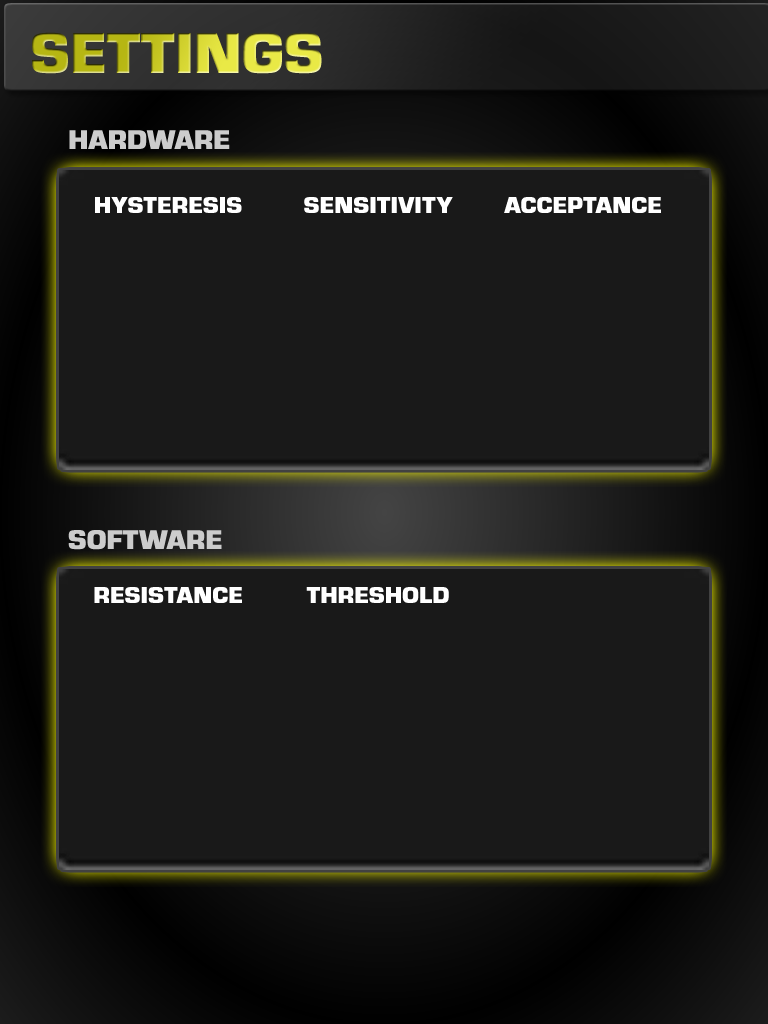 SETTINGS
HARDWARE
HYSTERESIS SENSITIVITY ACCEPTANCE
SOFTWARE
RESISTANCE THRESHOLD